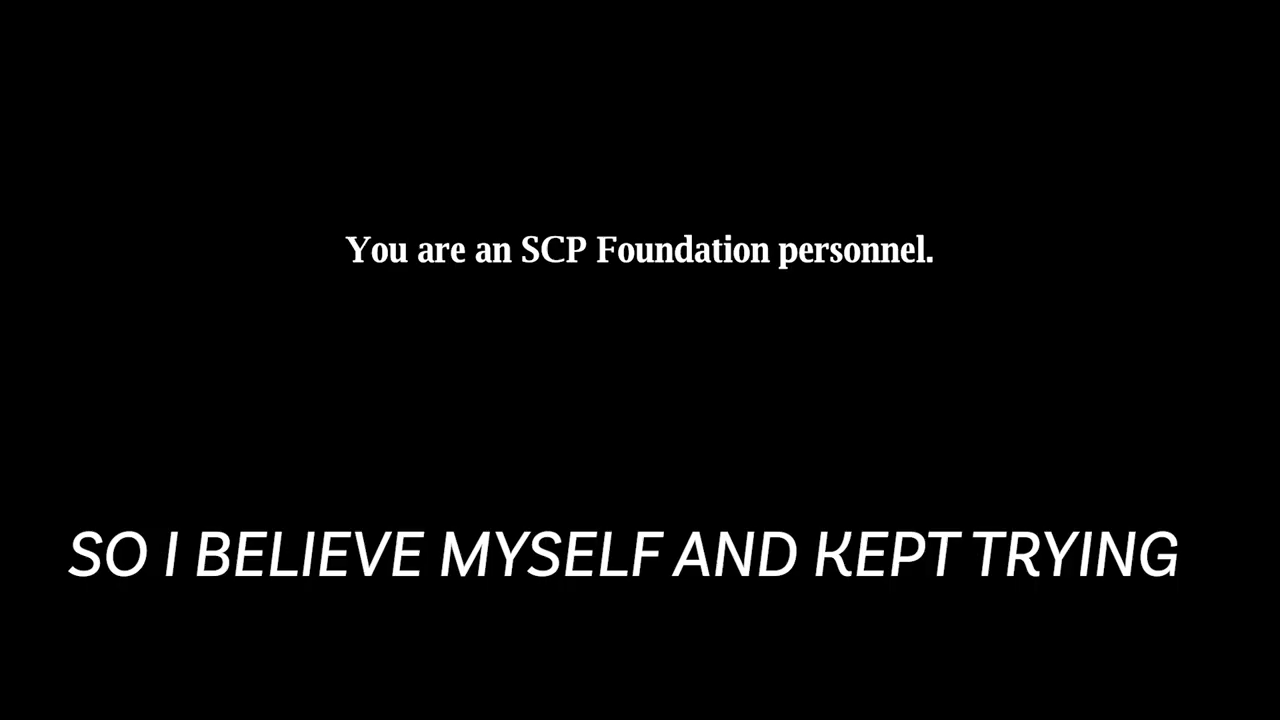 You are an SCP Foundation personnel.
SO I BELIEVE MYSELF AND KEPT TRYING